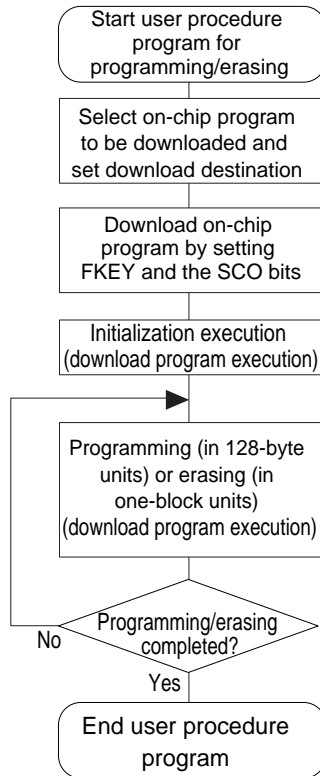 Start user procedure
program for
programming/erasing
Select on-chip program
to be downloaded and
set download destination
Download on-chip
program by setting
FKEY and the SCO bits
Initialization execution
(download program execution)
Programming (in 128-byte
units) or erasing (in
one-block units)
(download program execution)
Programming/erasing
completed?
No
Yes
End user procedure
program